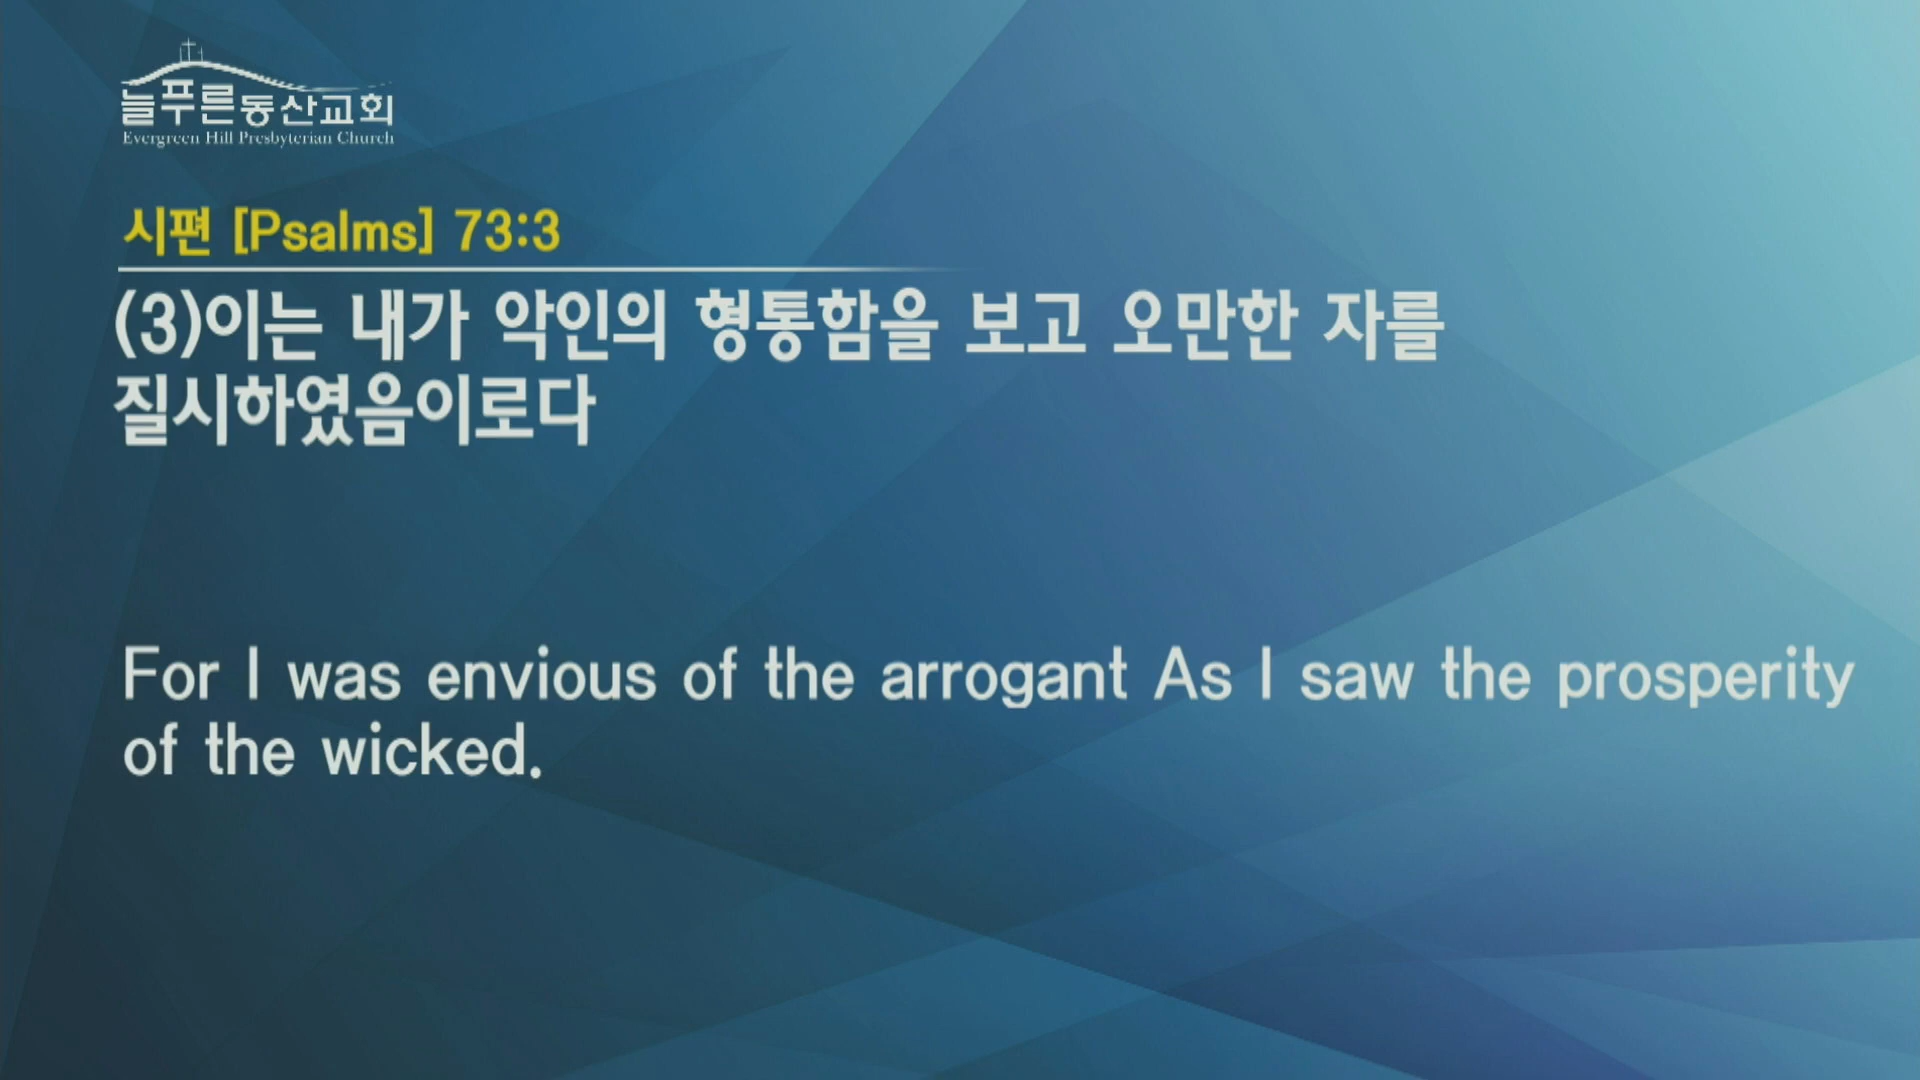 늘푸른동산교회
Evergreen Hill Presbyterian Church
시편 [Psalms] 73:3
(3)이는 내가 악인의 형통함을 보고 오만한 자를
질시하였음이로다
For I was envious of the arrogant As I saw the prosperity
of the wicked.